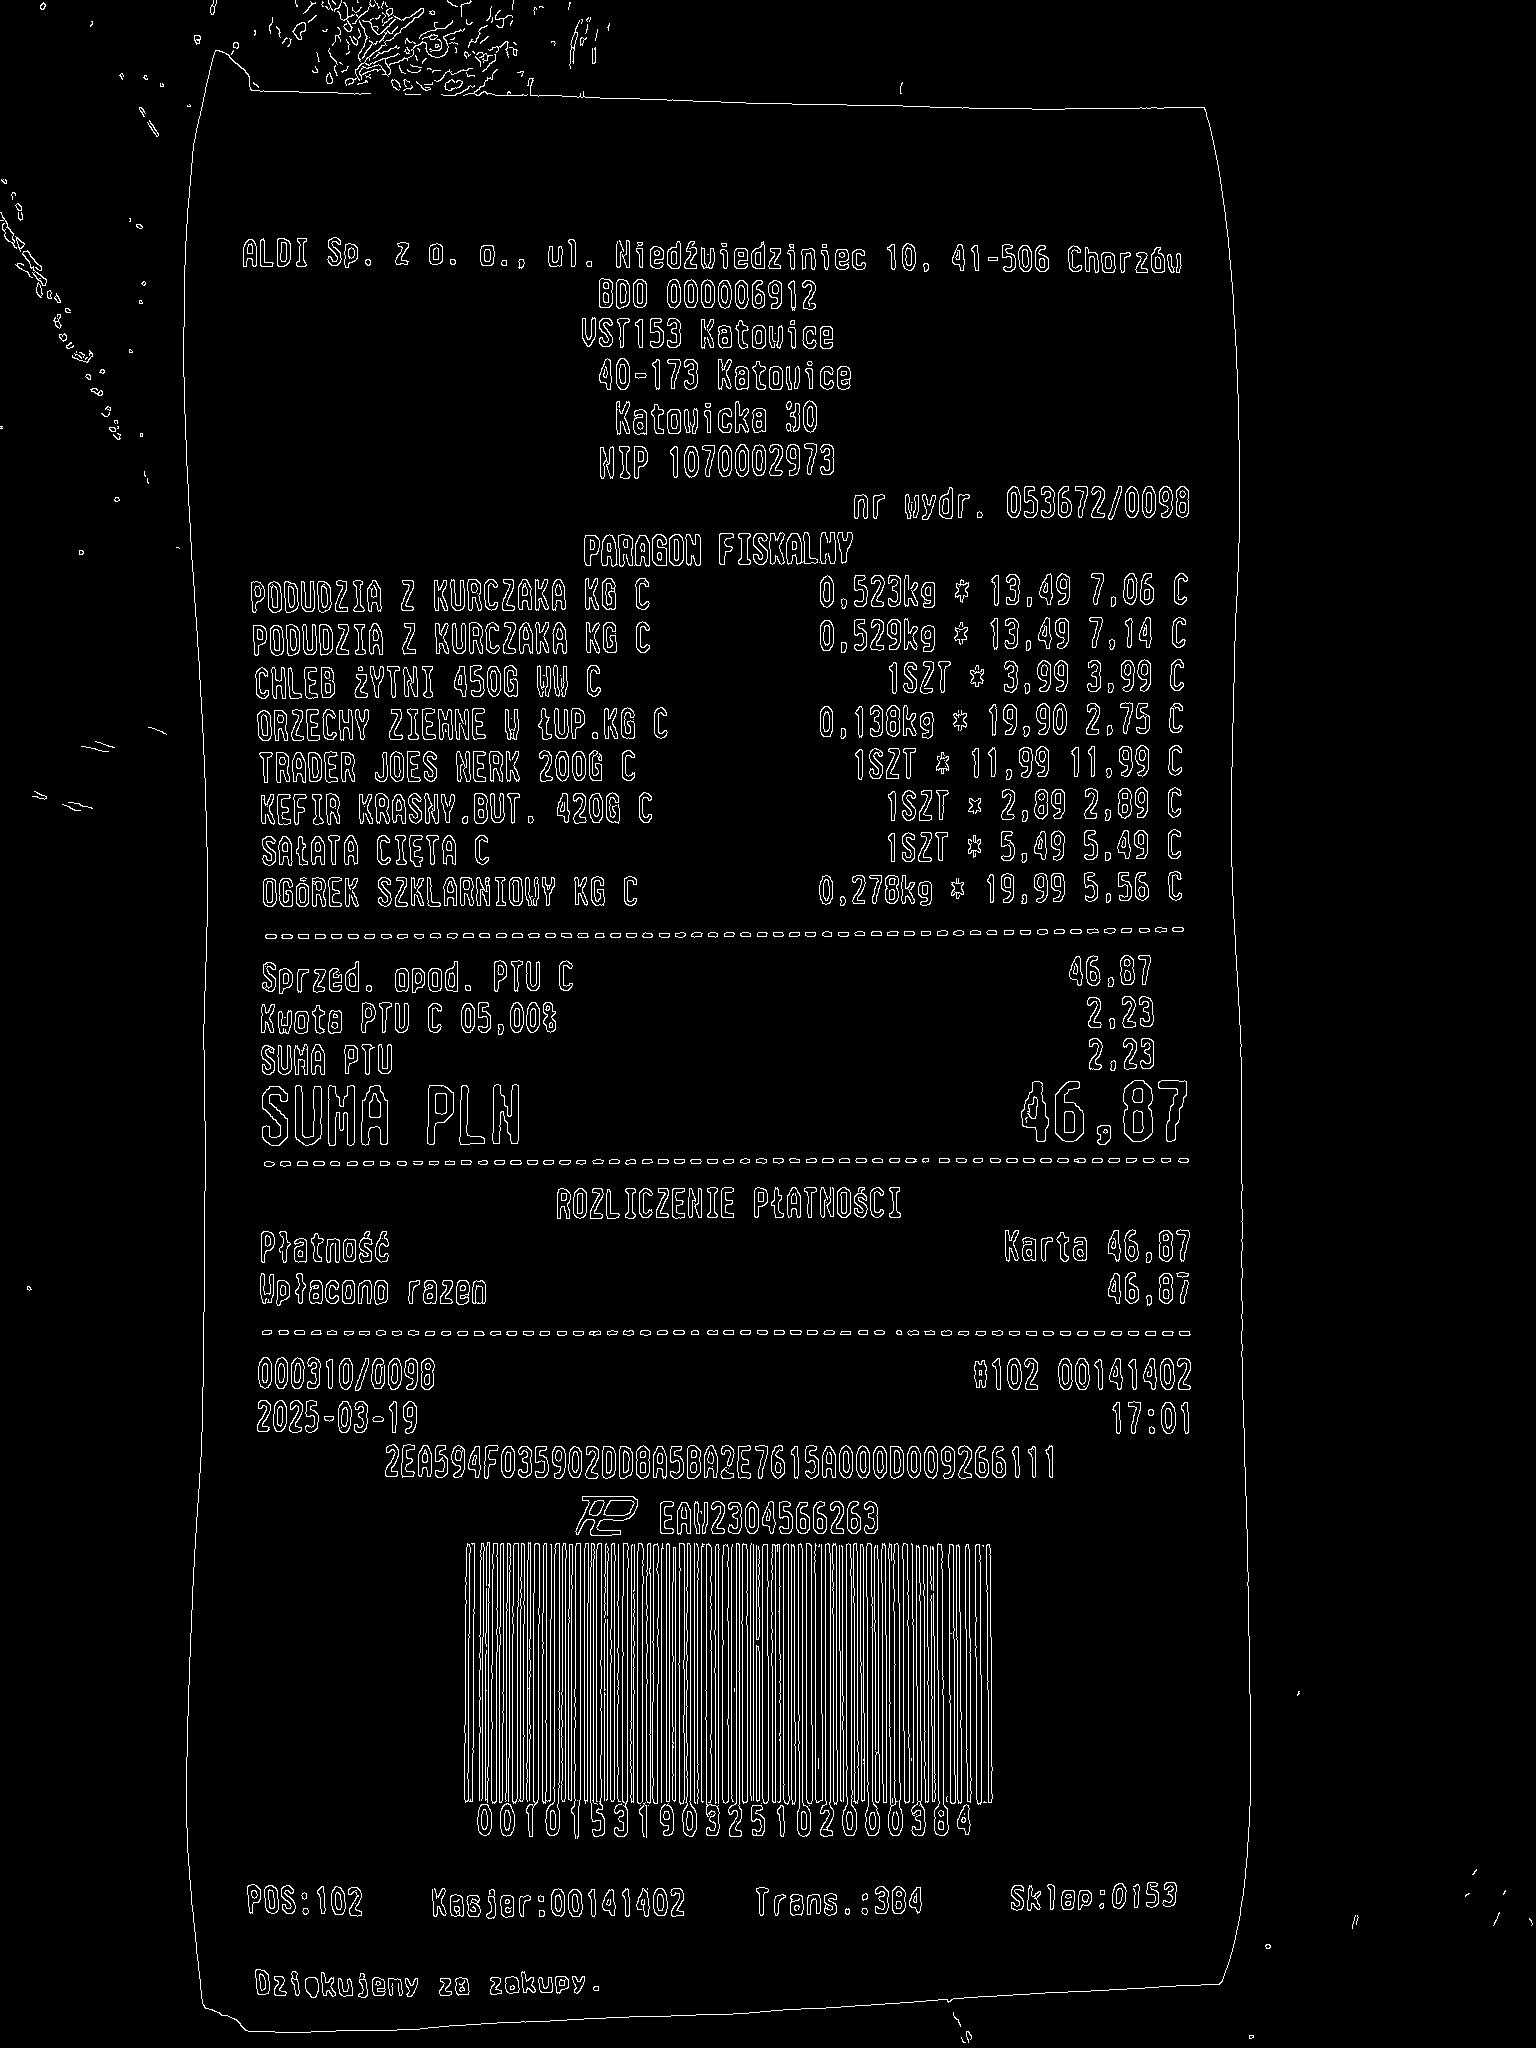 ALDI Sp. z o. o., ul. Niedźwiedziniec 10, 41-506 Chorzów
BDO 000006912
VST153 Katowice
40-173 Katowice
Katowicka 30
NIP 1070002973
nr wydr. 053672/0098
PARAGON FISKALNY
PODUDZIA Z KURCZAKA KG C 0,523kg * 13,49 7,06 C
PODUDZIA Z KURCZAKA KG C 0,529kg * 13,49 7,14 C
CHLEB ŻYTNI 450G WW C 1SZT * 3,99 3,99 C
ORZECHY ZIEMNE W ŁUP.KG C 0,138kg * 19,90 2,75 C
TRADER JOES NERK 200G C 1SZT * 11,99 11,99 C
KEFIR KRASNY.BUT. 420G C 1SZT * 2,89 2,89 C
SAŁATA CIĘTA C 1SZT * 5,49 5,49 C
OGÓREK SZKLARNIOWY KG C 0,278kg * 19,99 5,56 C
Sprzed. opod. PTU C 46,87
Kwota PTU C 05,00% 2,23
SUMA PTU 2,23
SUMA PLN 46,87
ROZLICZENIE PŁATNOŚCI
Płatność Karta 46,87
Wpłacono razem 46,87
000310/0098 #102 00141402
2025-03-19 17:01
2EA594F035902DD8A5BA2E7615A000D009266111
EAW2304566263
0010153190325102000384
POS:102 Kasjer:00141402 Trans.:384 Sklep:0153
Dziękujemy za zakupy.